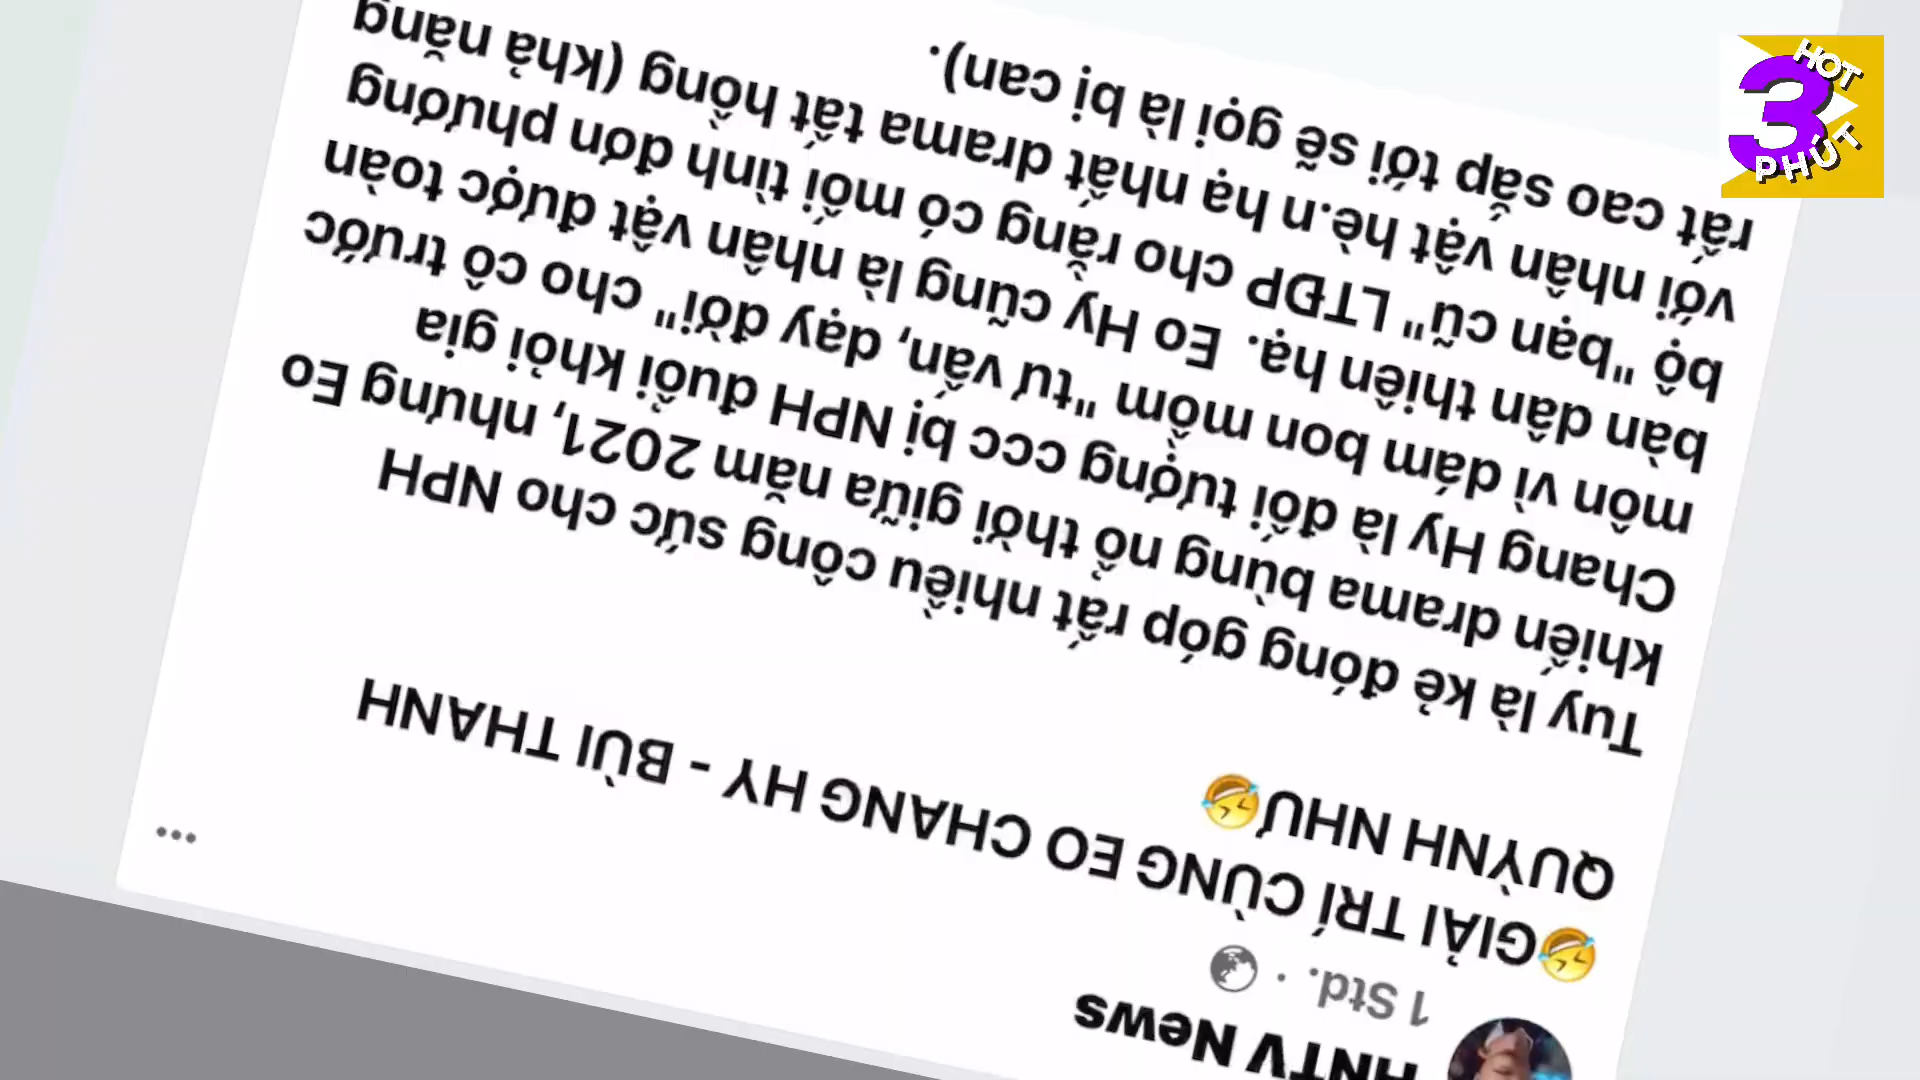 HNTV News
1 Std. ·
🤣GIẢI TRÍ CÙNG EO CHANG HY - BÙI THANH
QUỲNH NHƯ🤣
Tuy là kẻ đóng góp rất nhiều công sức cho NPH
khiến drama bùng nổ thời giữa năm 2021, nhưng Eo
Chang Hy là đối tượng ccc bị NPH đuổi khỏi gia
môn vì dám bon mồm "tư vấn, dạy đời" cho cô trước
bàn dân thiên hạ. Eo Hy cũng là nhân vật được toàn
bộ "bạn cũ" LTĐP cho rằng có mối tình đơn phương
với nhân vật hè.n hạ nhất drama tất hồng (khả năng
rất cao sắp tới sẽ gọi là bị can).
HOT
3
PHÚT